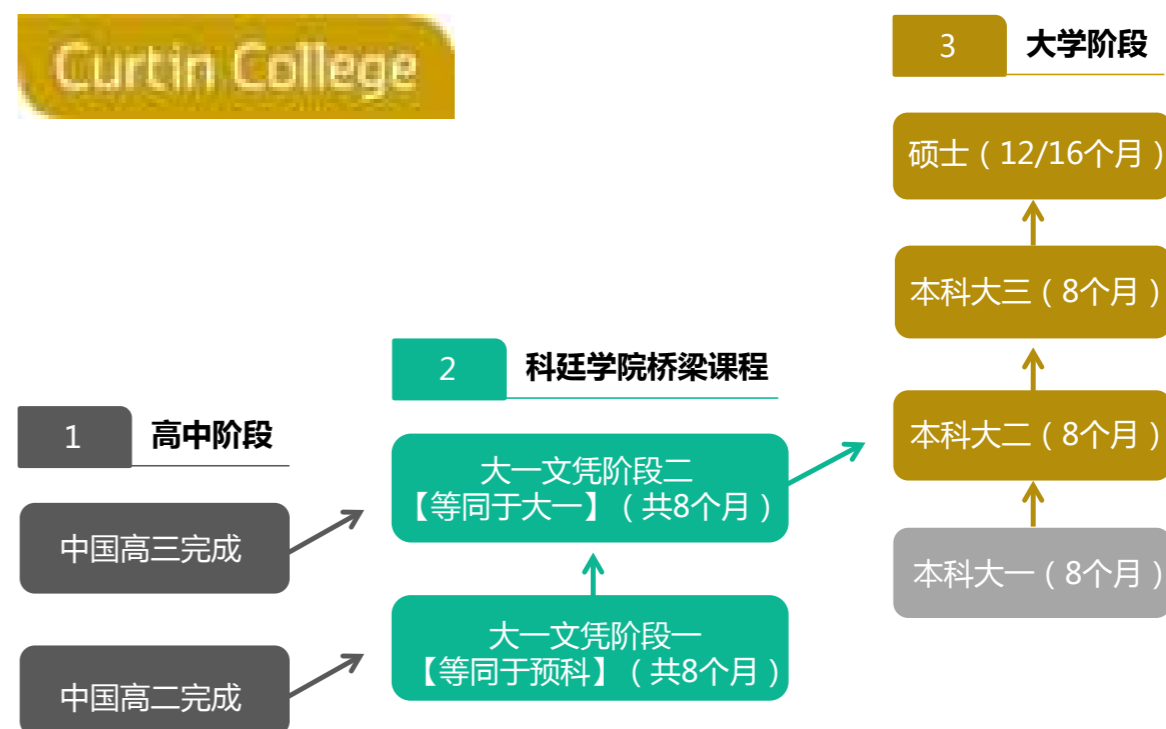 Curtin College
3 大学阶段
硕士（12/16个月）
本科大三（8个月）
2 科廷学院桥梁课程
1 高中阶段
大一文凭阶段二
【等同于大一】（共8个月）
本科大二（8个月）
中国高三完成
本科大一（8个月）
大一文凭阶段一
【等同于预科】（共8个月）
中国高二完成